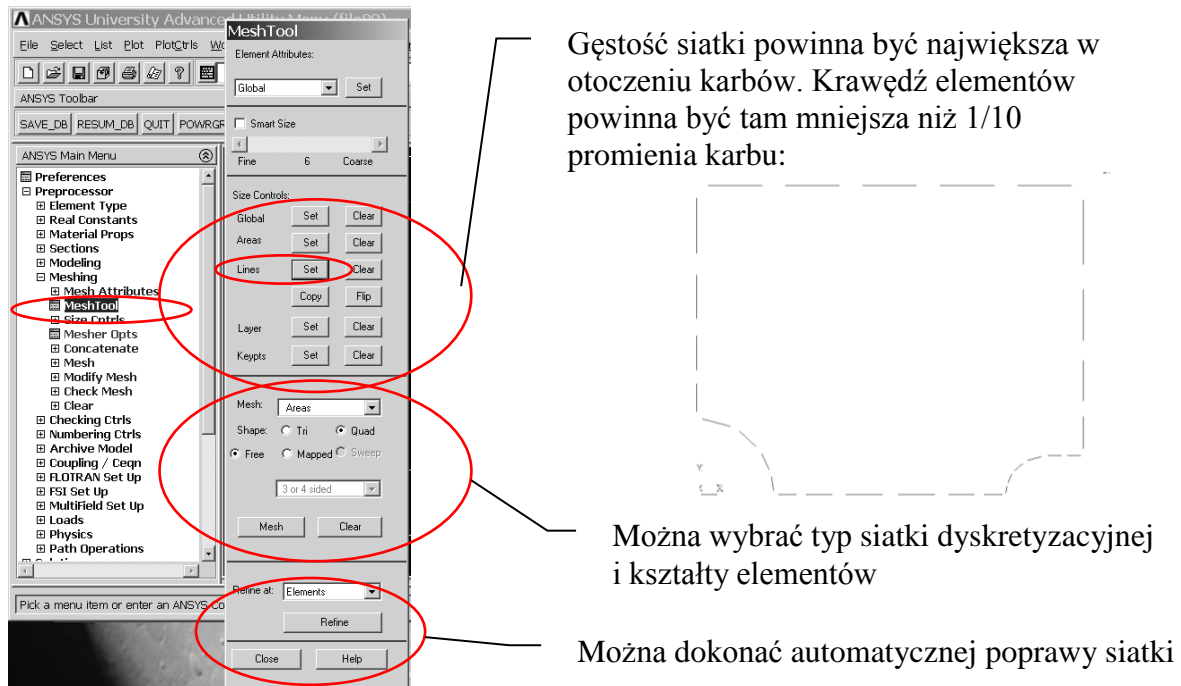 ANSYS University Advanced Utility Menu (file80)
File Select List Plot PlotCtrls
ANSYS Toolbar
SAVE_DB RESUM_DB QUIT POWRGR
ANSYS Main Menu
Preferences
Preprocessor
Element Type
Real Constants
Material Props
Sections
Modeling
Meshing
Mesh Attributes
MeshTool
Size Cntrls
Mesher Opts
Concatenate
Mesh
Modify Mesh
Check Mesh
Clear
Checking Ctrls
Numbering Ctrls
Archive Model
Coupling / Ceqn
FLOTRAN Set Up
FSI Set Up
MultiField Set Up
Loads
Physics
Path Operations
Pick a menu item or enter an ANSYS Co
MeshTool
Element Attributes:
Global Set
Smart Size
Fine 6 Coarse
Size Controls:
Global Set Clear
Areas Set Clear
Lines Set Clear
Copy Flip
Layer Set Clear
Keypts Set Clear
Mesh: Areas
Shape: Tri Quad
Free Mapped Sweep
3 or 4 sided
Mesh Clear
Refine at: Elements
Refine
Close Help
Gęstość siatki powinna być największa w
otoczeniu karbów. Krawędź elementów
powinna być tam mniejsza niż 1/10
promienia karbu:
Y
X
Można wybrać typ siatki dyskretyzacyjnej
i kształty elementów
Można dokonać automatycznej poprawy siatki